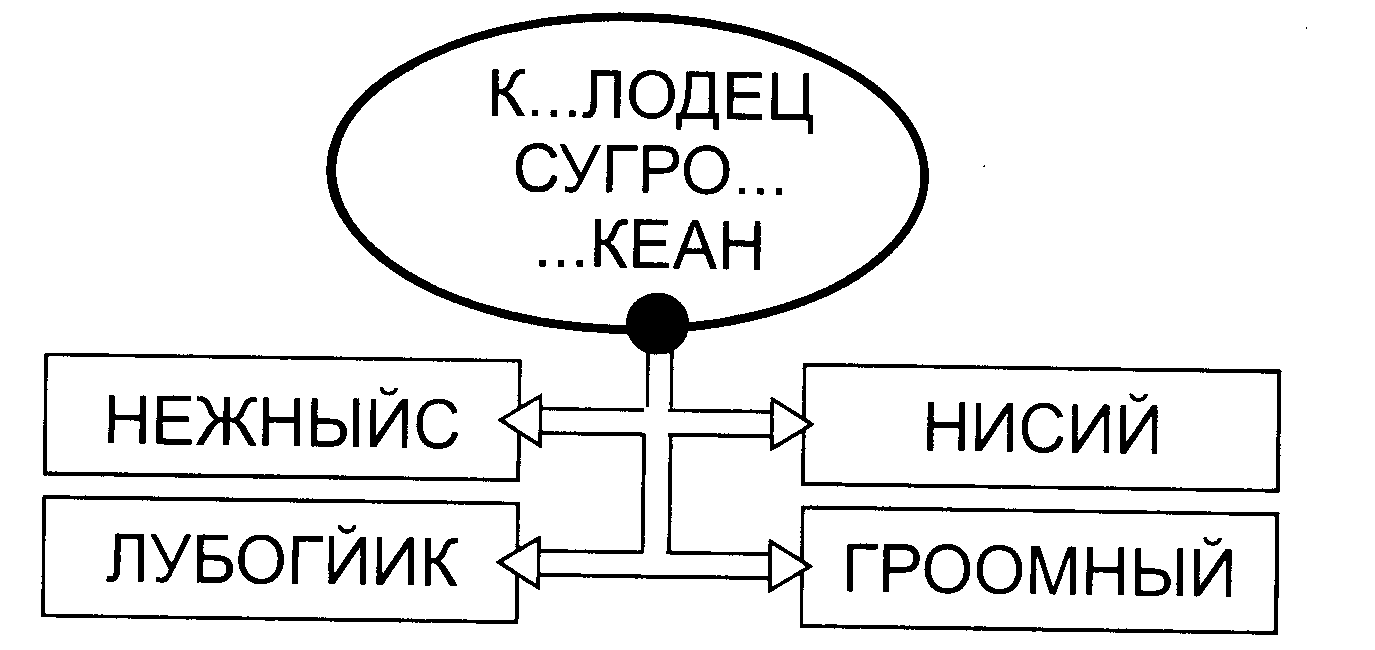 К...ЛОДЕЦ
СУГРО...
...КЕАН
НЕЖНЫЙС
НИСИЙ
ЛУБОГЙИК
ГРООМНЫЙ